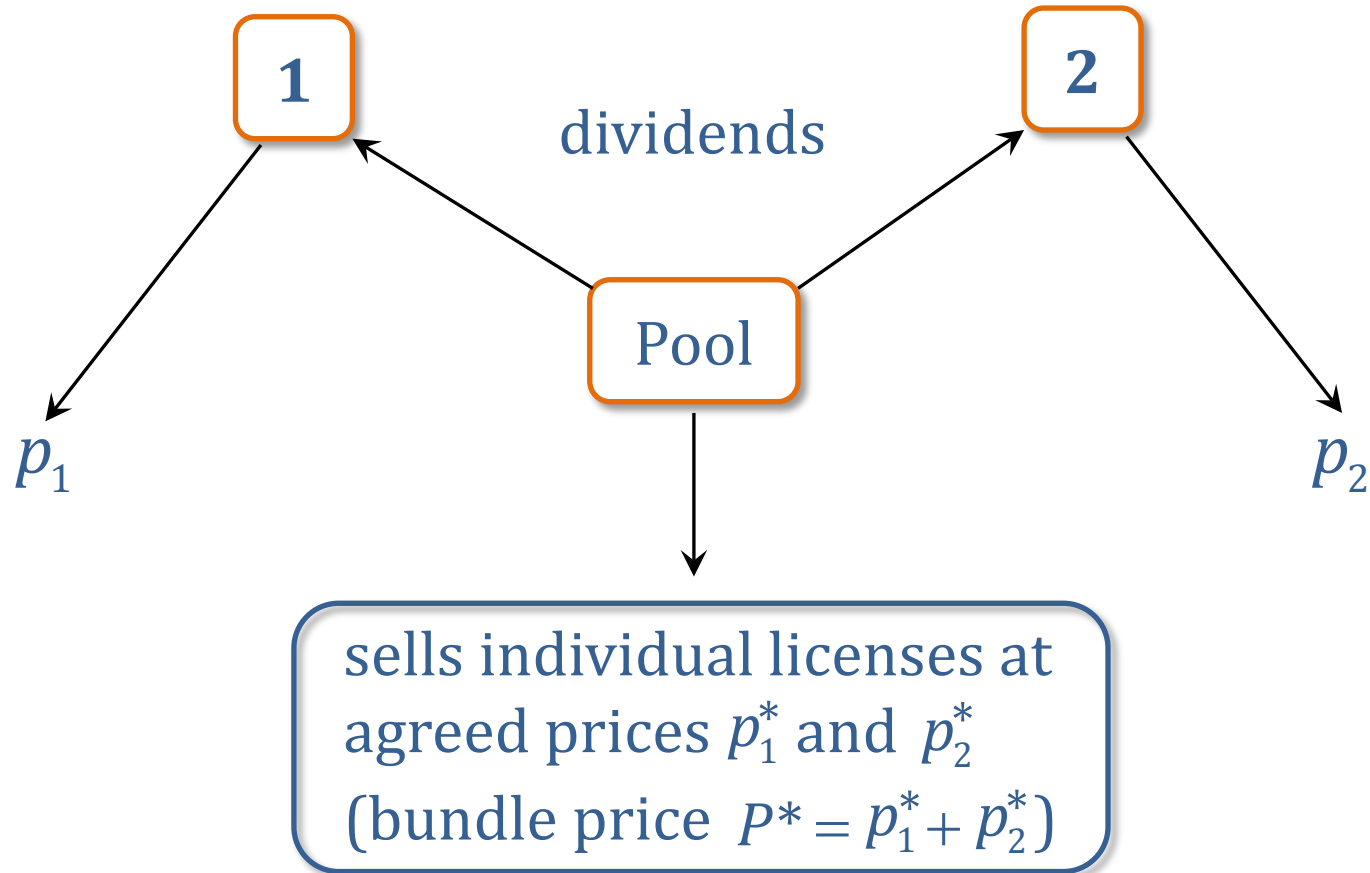 1
2
dividends
Pool
p₁
p₂
sells individual licenses at
agreed prices p₁* and p₂*
(bundle price P* = p₁* + p₂*)